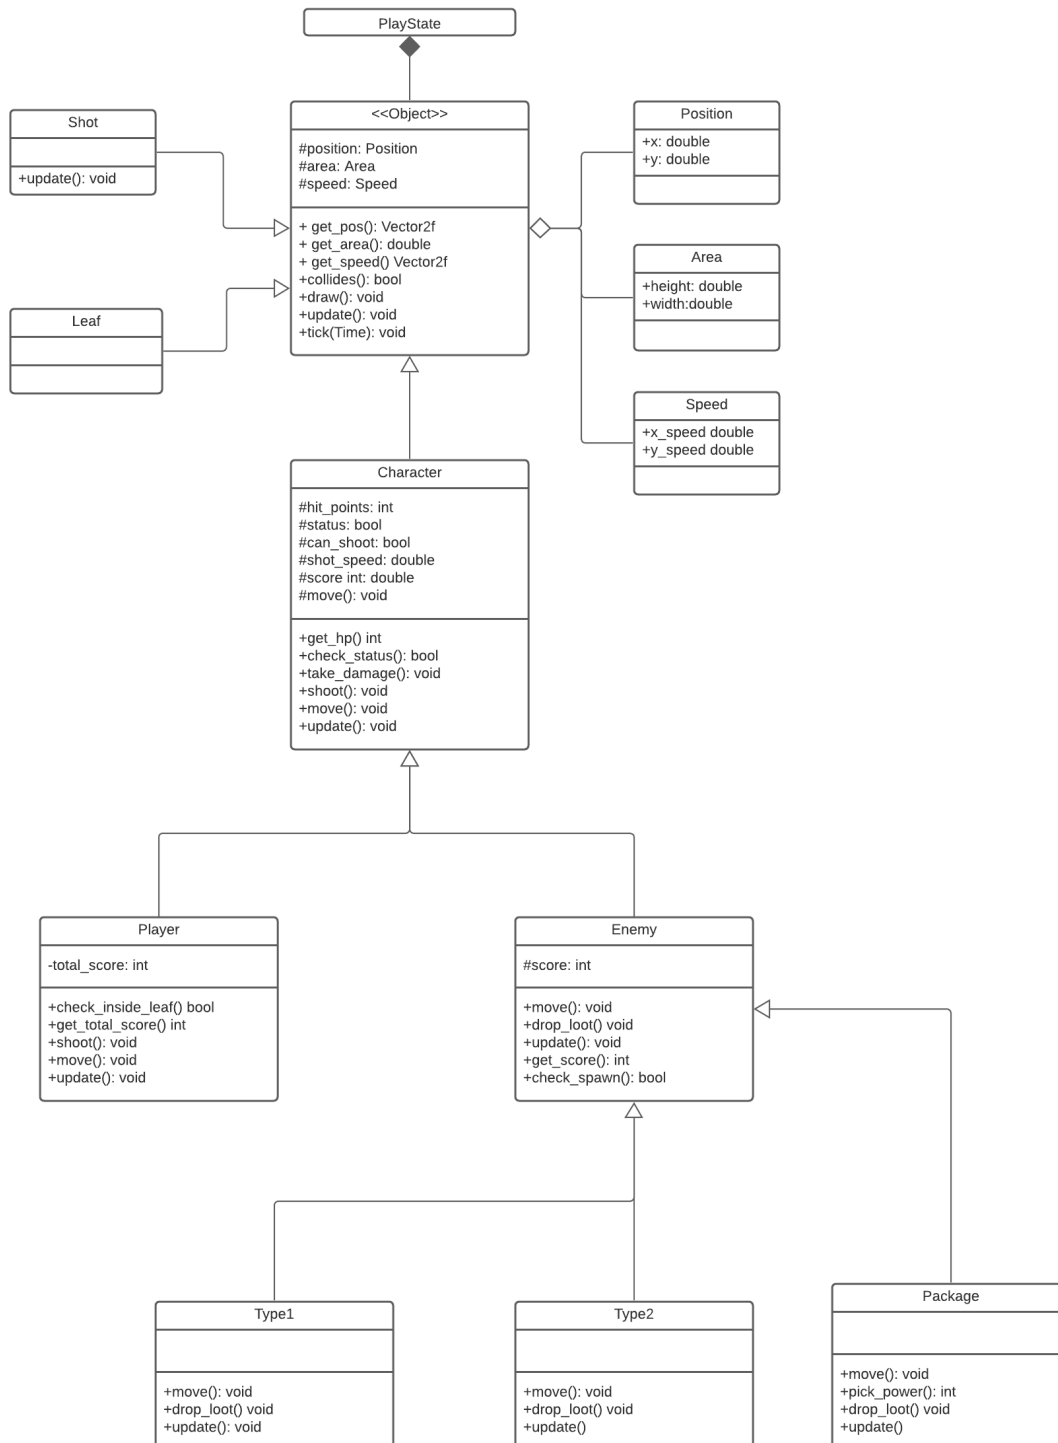 PlayState
<<Object>>
#position: Position
#area: Area
#speed: Speed
+ get_pos(): Vector2f
+ get_area(): double
+ get_speed() Vector2f
+collides(): bool
+draw(): void
+update(): void
+tick(Time): void
Shot
+update(): void
Leaf
Position
+x: double
+y: double
Area
+height: double
+width:double
Speed
+x_speed double
+y_speed double
Character
#hit_points: int
#status: bool
#can_shoot: bool
#shot_speed: double
#score int: double
#move(): void
+get_hp() int
+check_status(): bool
+take_damage(): void
+shoot(): void
+move(): void
+update(): void
Player
-total_score: int
+check_inside_leaf() bool
+get_total_score() int
+shoot(): void
+move(): void
+update(): void
Enemy
#score: int
+move(): void
+drop_loot() void
+update(): void
+get_score(): int
+check_spawn(): bool
Type1
+move(): void
+drop_loot() void
+update(): void
Type2
+move(): void
+drop_loot() void
+update()
Package
+move(): void
+pick_power(): int
+drop_loot() void
+update()